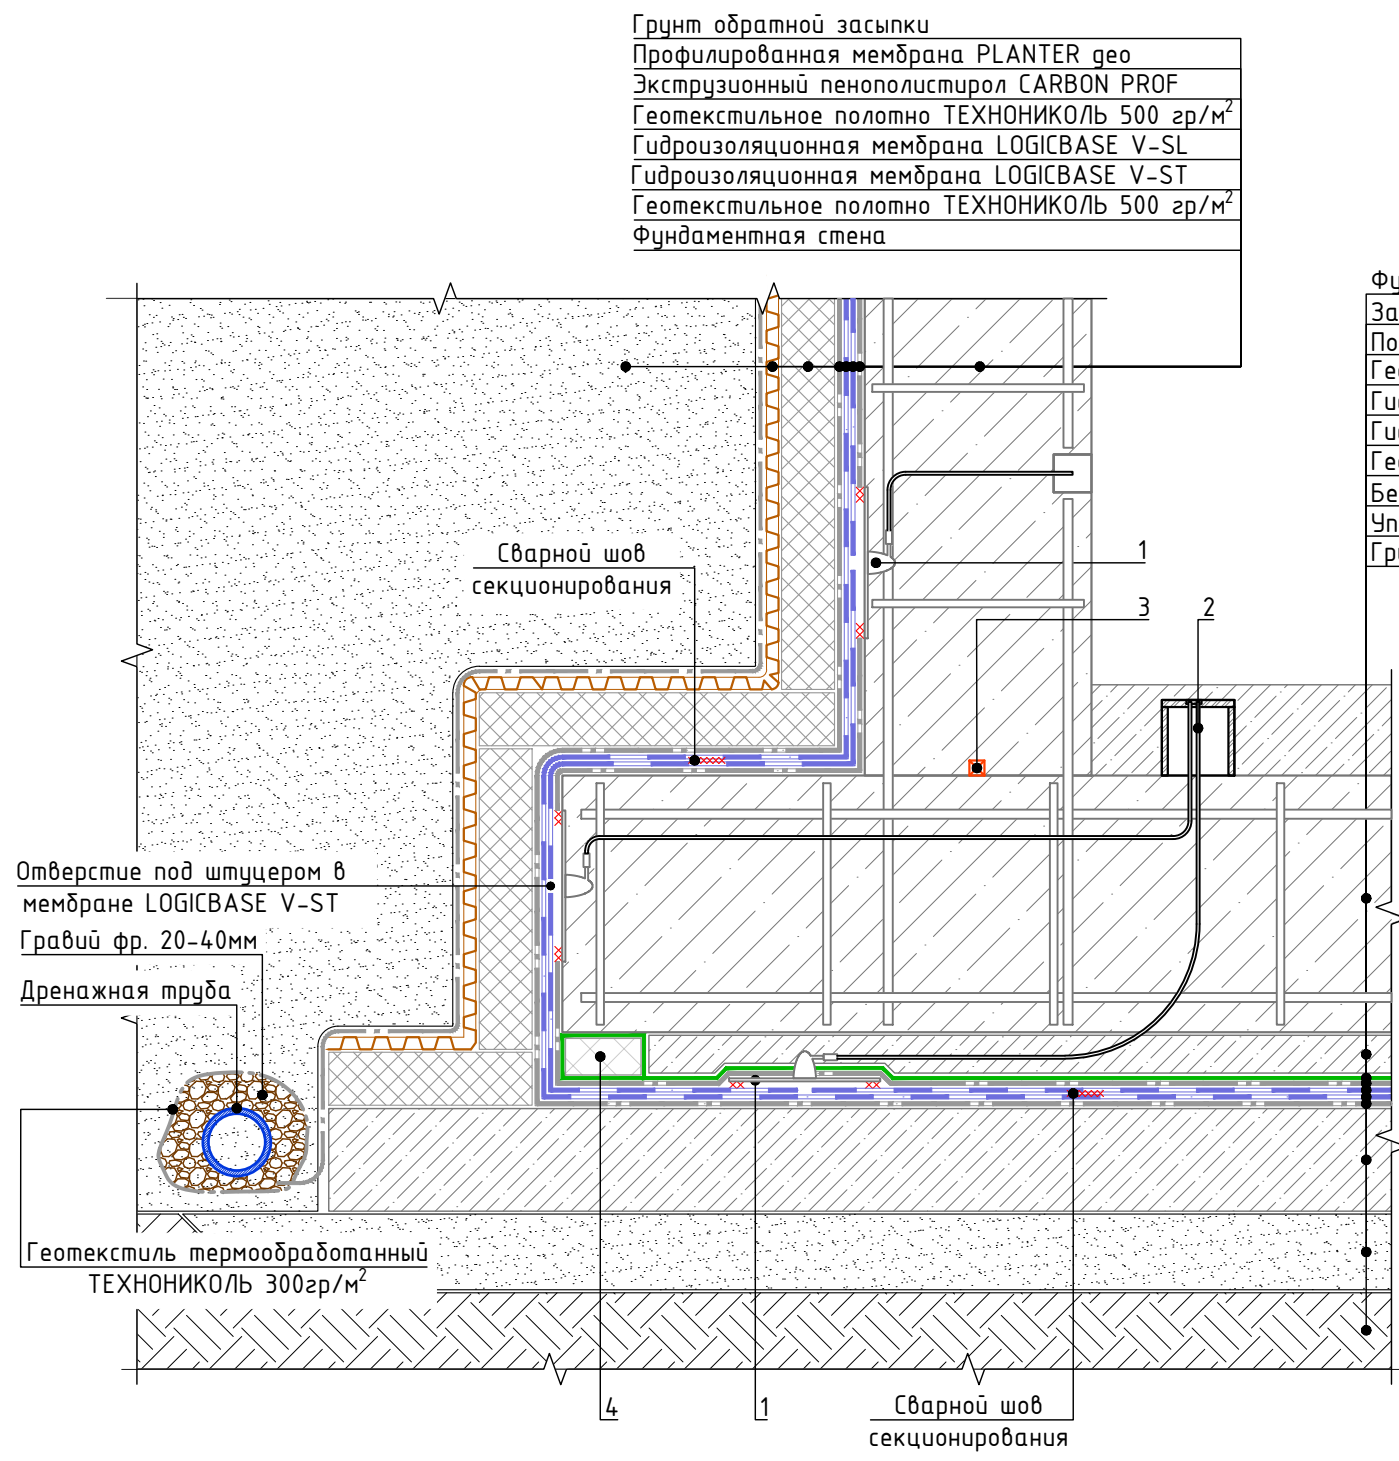 Грунт обратной засыпки
Профилированная мембрана PLANTER geo
Экструзионный пенополистирол CARBON PROF
Геотекстильное полотно ТЕХНОНИКОЛЬ 500 гр/м²
Гидроизоляционная мембрана LOGICBASE V-SL
Гидроизоляционная мембрана LOGICBASE V-ST
Геотекстильное полотно ТЕХНОНИКОЛЬ 500 гр/м²
Фундаментная стена
Сварной шов
секционирования
1
3
2
Отверстие под штуцером в
мембране LOGICBASE V-ST
Гравий фр. 20-40мм
Дренажная труба
Геотекстиль термообработанный
ТЕХНОНИКОЛЬ 300гр/м²
4
1
Сварной шов
секционирования